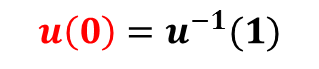 u(0) = u⁻¹(1)